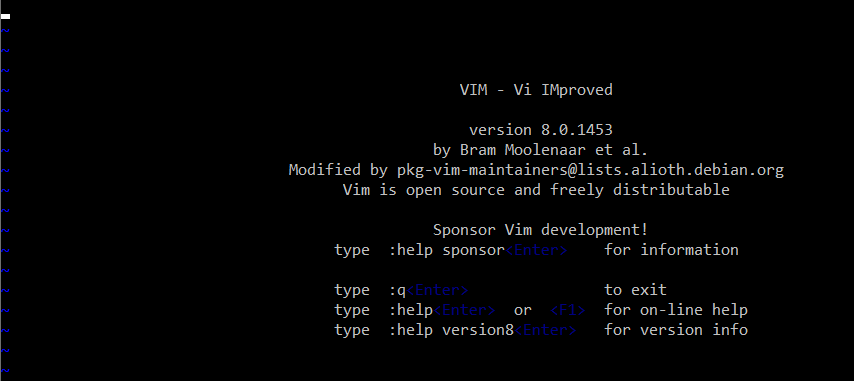 ~
~
~
~
VIM - Vi IMproved
~
~
version 8.0.1453
~
by Bram Moolenaar et al.
~
Modified by pkg-vim-maintainers@lists.alioth.debian.org
~
Vim is open source and freely distributable
~
~
Sponsor Vim development!
~
type :help sponsor<Enter> for information
~
~
type :q<Enter> to exit
~
type :help<Enter> or <F1> for on-line help
~
type :help version8<Enter> for version info
~
~